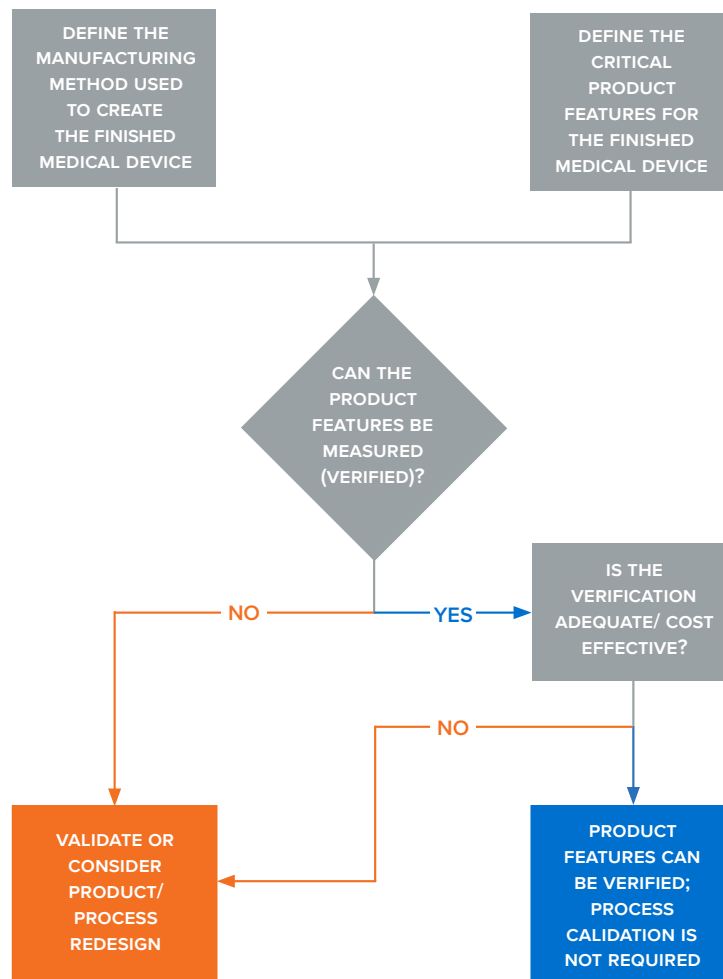 DEFINE THE
MANUFACTURING
METHOD USED
TO CREATE
THE FINISHED
MEDICAL DEVICE
DEFINE THE
CRITICAL
PRODUCT
FEATURES FOR
THE FINISHED
MEDICAL DEVICE
CAN THE
PRODUCT
FEATURES BE
MEASURED
(VERIFIED)?
NO
YES
IS THE
VERIFICATION
ADEQUATE/ COST
EFFECTIVE?
NO
VALIDATE OR
CONSIDER
PRODUCT/
PROCESS
REDESIGN
PRODUCT
FEATURES CAN
BE VERIFIED;
PROCESS
CALIDATION IS
NOT REQUIRED